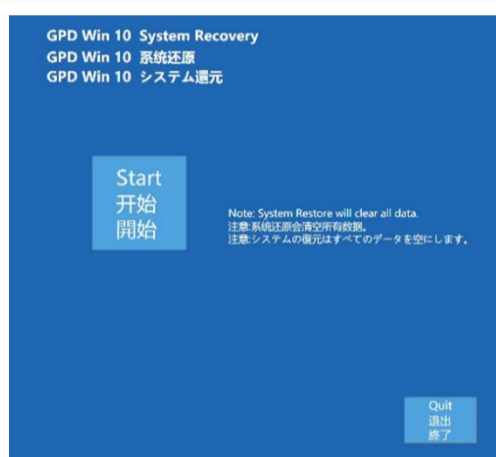 GPD Win 10 System Recovery
GPD Win 10 系统还原
GPD Win 10 システム還元
Start
开始
開始
Note: System Restore will clear all data.
注意:系统还原会清空所有数据。
注意:システムの復元はすべてのデータを空にします。
Quit
退出
終了